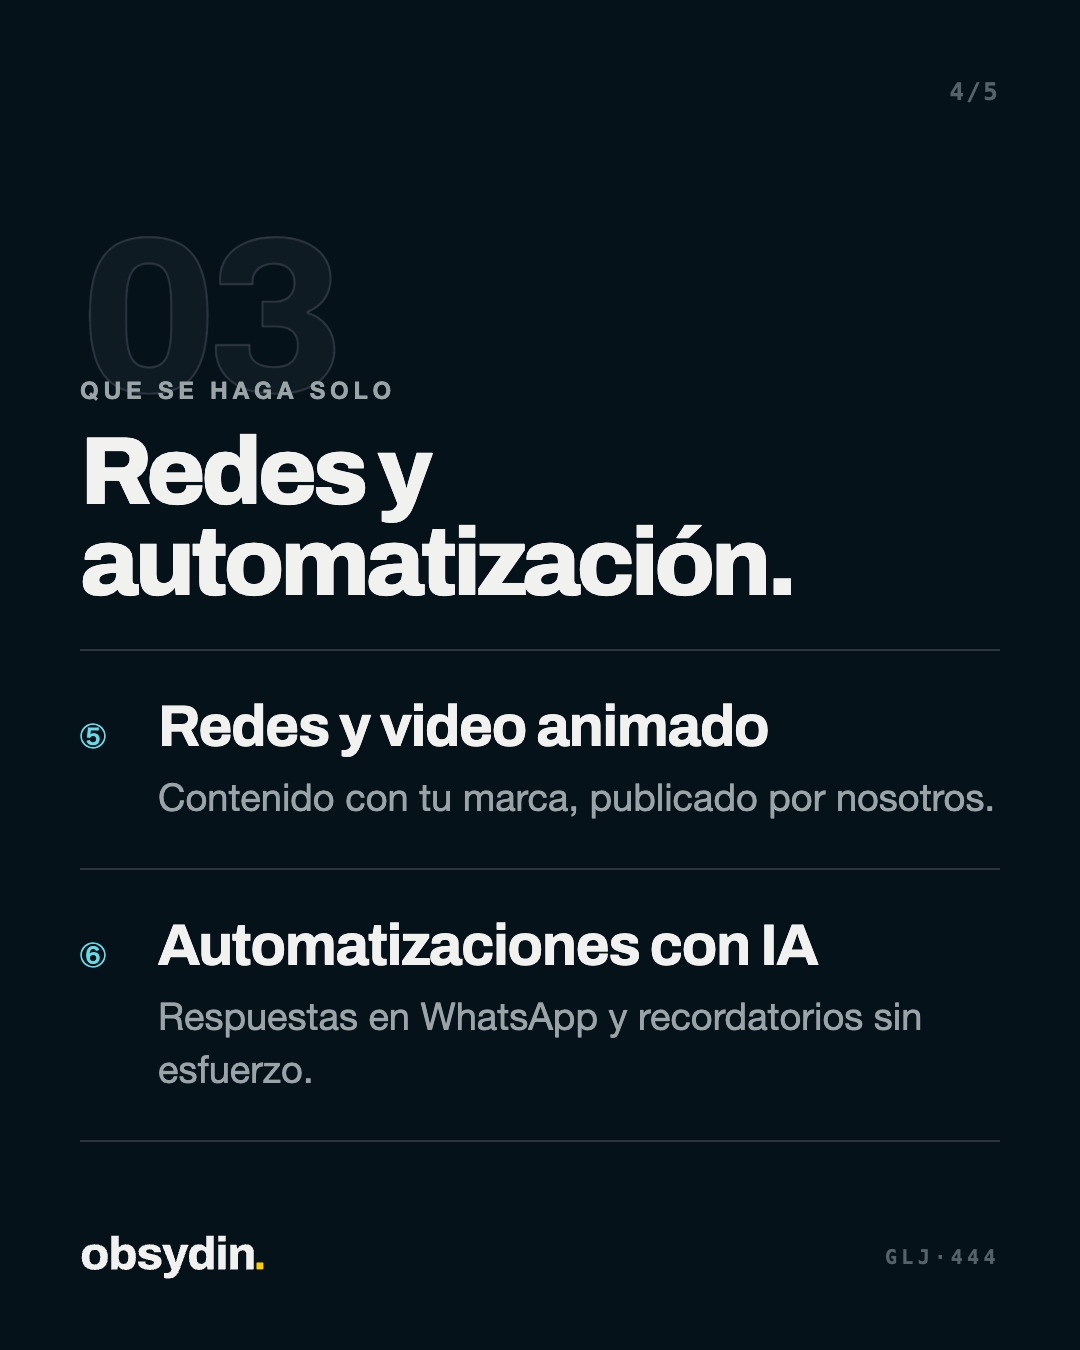 4/5
03
QUE SE HAGA SOLO
Redes y
automatización.
⑤ Redes y video animado
Contenido con tu marca, publicado por nosotros.
⑥ Automatizaciones con IA
Respuestas en WhatsApp y recordatorios sin
esfuerzo.
obsydin.
GLJ·444